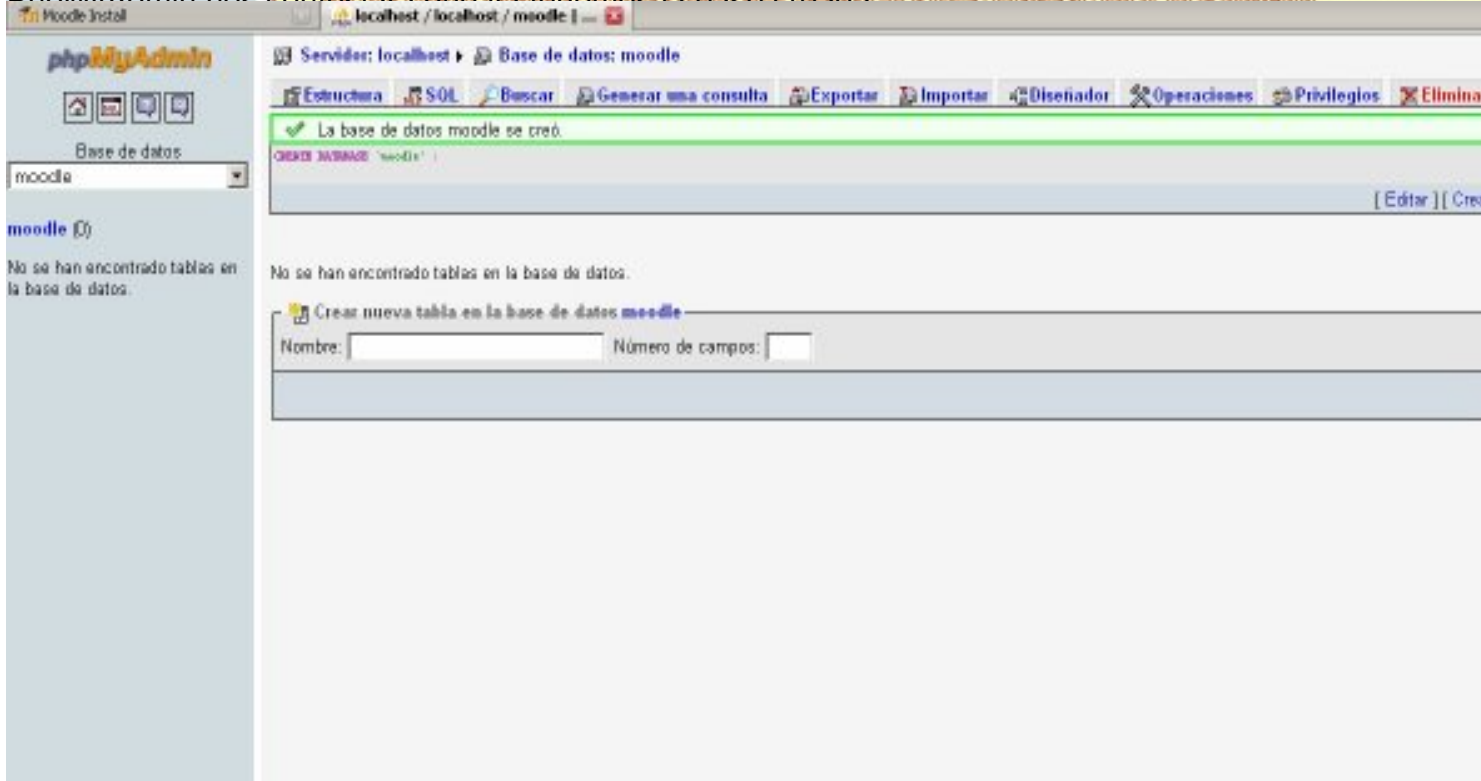 Moodle Install
localhost / localhost / moodle | ...
phpMyAdmin
Servidor: localhost Base de datos: moodle
Estructura SQL Buscar Generar una consulta Exportar Importar Diseñador Operaciones Privilegios Elimina
La base de datos moodle se creó.
CREATE DATABASE `moodle` ;
[ Editar ] [ Crea
Base de datos
moodle
moodle (0)
No se han encontrado tablas en
la base de datos.
No se han encontrado tablas en la base de datos.
Crear nueva tabla en la base de datos moodle
Nombre: Número de campos: